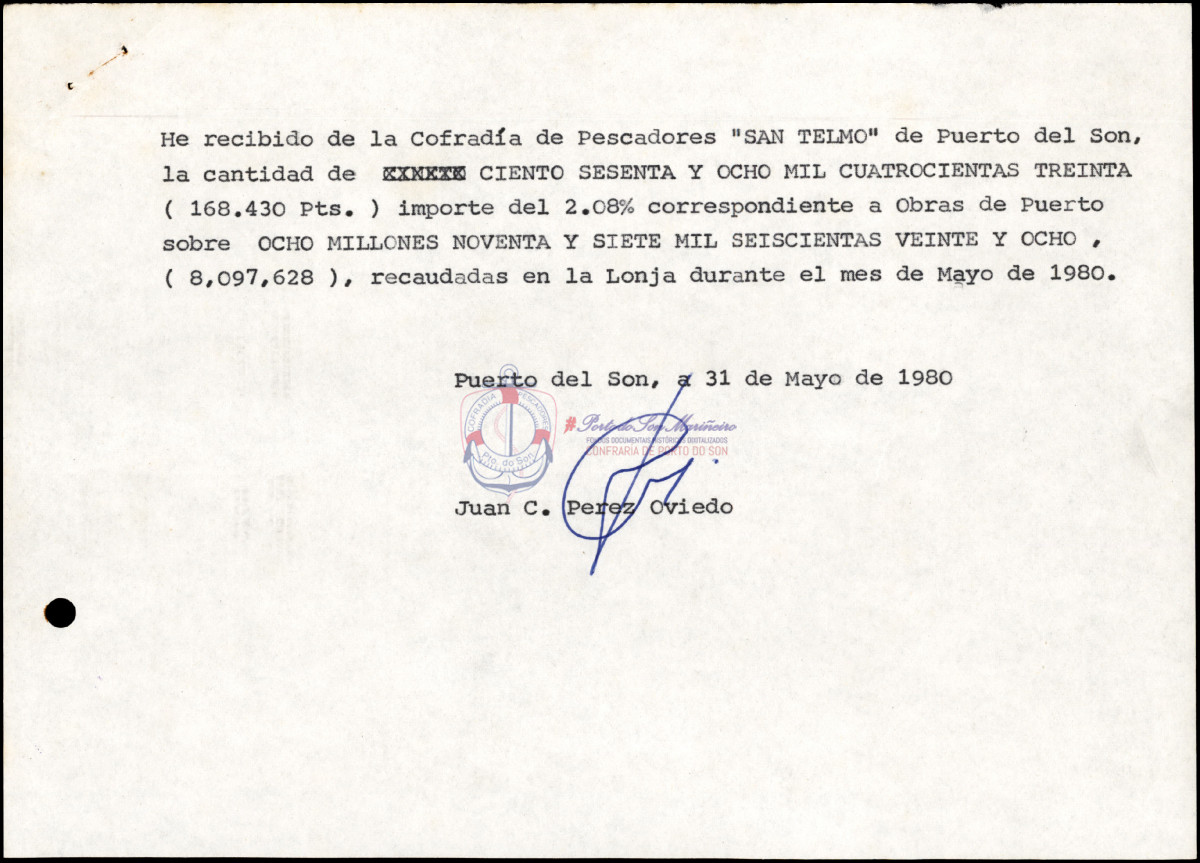 He recibido de la Cofradía de Pescadores "SAN TELMO" de Puerto del Son,
la cantidad de CIENTO SESENTA Y OCHO MIL CUATROCIENTAS TREINTA
( 168.430 Pts. ) importe del 2.08% correspondiente a Obras de Puerto
sobre OCHO MILLONES NOVENTA Y SIETE MIL SEISCIENTAS VEINTE Y OCHO ,
( 8,097,628 ), recaudadas en la Lonja durante el mes de Mayo de 1980.
Puerto del Son, a 31 de Mayo de 1980
COFRADIA PESCADORES
Pto. do Son
#PortodoSonMariñeiro
FONDOS DOCUMENTAIS HISTÓRICOS DIXITALIZADOS
CONFRARIA DE PORTO DO SON
Juan C. Perez Oviedo